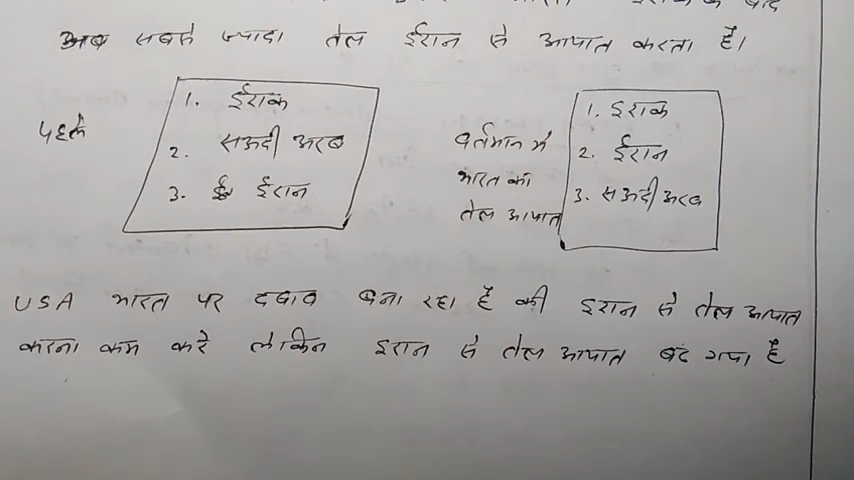 अब सबसे ज्यादा तेल ईरान से आयात करता है।
पहले
1. ईराक
2. सऊदी अरब
3. ईरान
वर्तमान में
भारत का
तेल आयात
1. इराक
2. ईरान
3. सऊदी अरब
USA भारत पर दबाव बना रहा है की इरान से तेल आयात
करना कम करे लेकिन इरान से तेल आयात बढ गया है